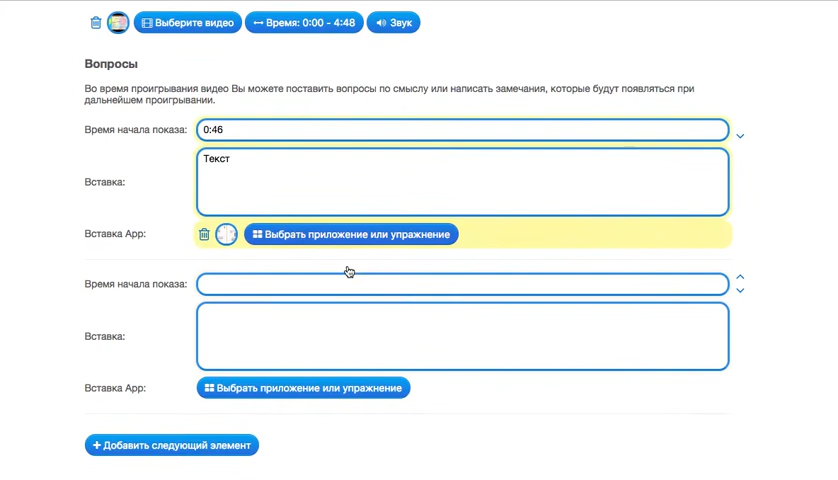 Выберите видео Время: 0:00 - 4:48 Звук
Вопросы
Во время проигрывания видео Вы можете поставить вопросы по смыслу или написать замечания, которые будут появляться при
дальнейшем проигрывании.
Время начала показа: 0:46
Текст
Вставка:
Вставка App: Выбрать приложение или упражнение
Время начала показа:
Вставка:
Вставка App: Выбрать приложение или упражнение
Добавить следующий элемент